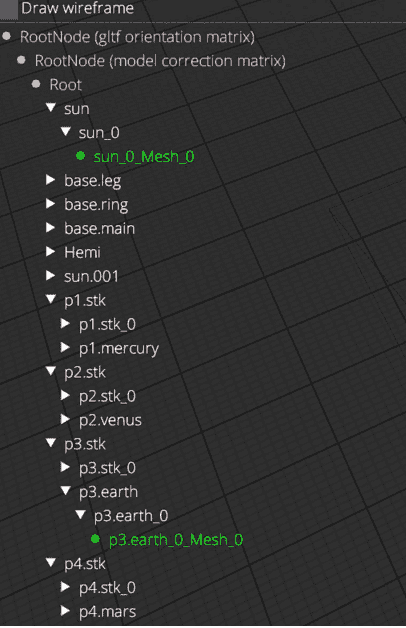 Draw wireframe
RootNode (gltf orientation matrix)
RootNode (model correction matrix)
Root
sun
sun_0
sun_0_Mesh_0
base.leg
base.ring
base.main
Hemi
sun.001
p1.stk
p1.stk_0
p1.mercury
p2.stk
p2.stk_0
p2.venus
p3.stk
p3.stk_0
p3.earth
p3.earth_0
p3.earth_0_Mesh_0
p4.stk
p4.stk_0
p4.mars